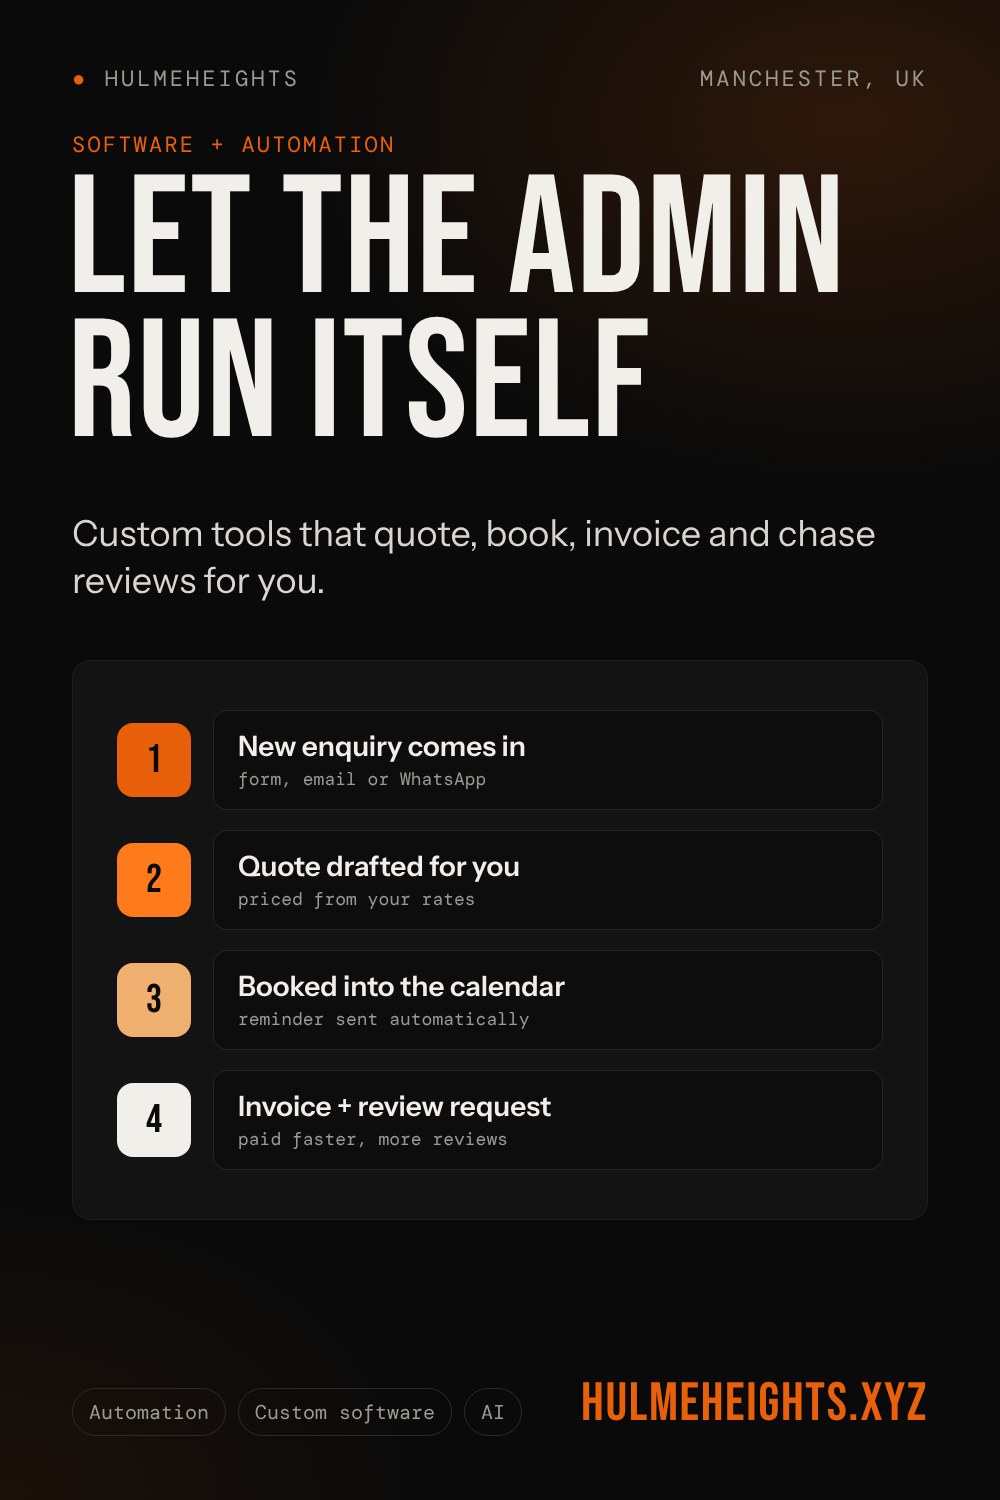 HULMEHEIGHTS
MANCHESTER, UK
SOFTWARE + AUTOMATION
LET THE ADMIN
RUN ITSELF
Custom tools that quote, book, invoice and chase
reviews for you.
1
New enquiry comes in
form, email or WhatsApp
2
Quote drafted for you
priced from your rates
3
Booked into the calendar
reminder sent automatically
4
Invoice + review request
paid faster, more reviews
Automation
Custom software
AI
HULMEHEIGHTS.XYZ